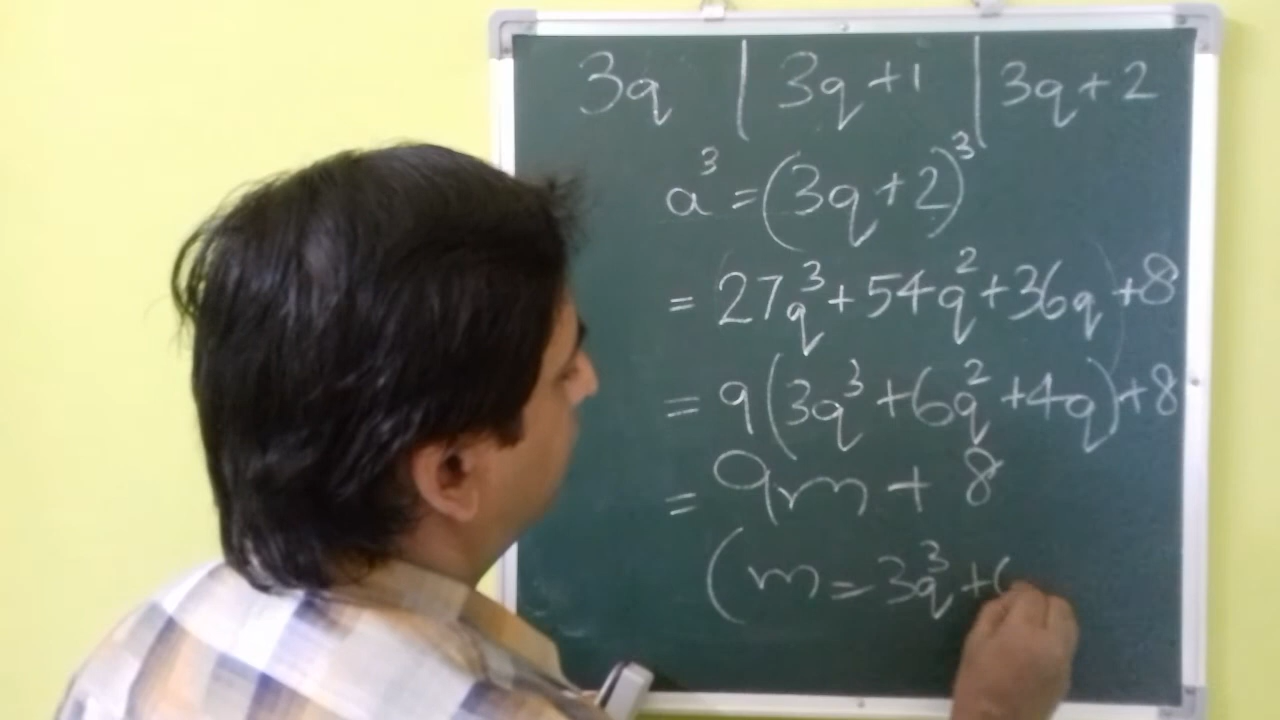 3q | 3q+1 | 3q+2
a³ = (3q+2)³
= 27q³+54q²+36q+8
= 9(3q³+6q²+4q)+8
= 9m + 8
(m = 3q³+